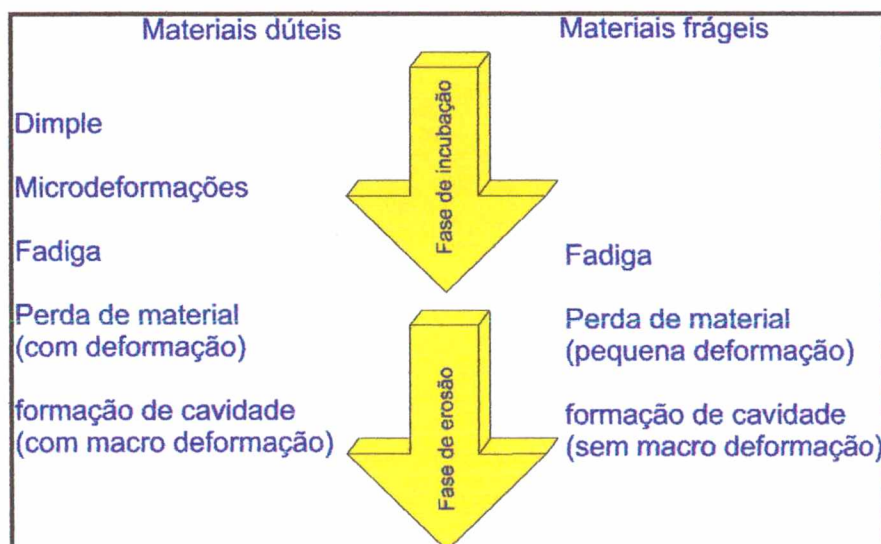 Materiais dúteis
Materiais frágeis
Fase de incubação
Dimple
Microdeformações
Fadiga
Fadiga
Perda de material
(com deformação)
Perda de material
(pequena deformação)
Fase de erosão
formação de cavidade
(com macro deformação)
formação de cavidade
(sem macro deformação)